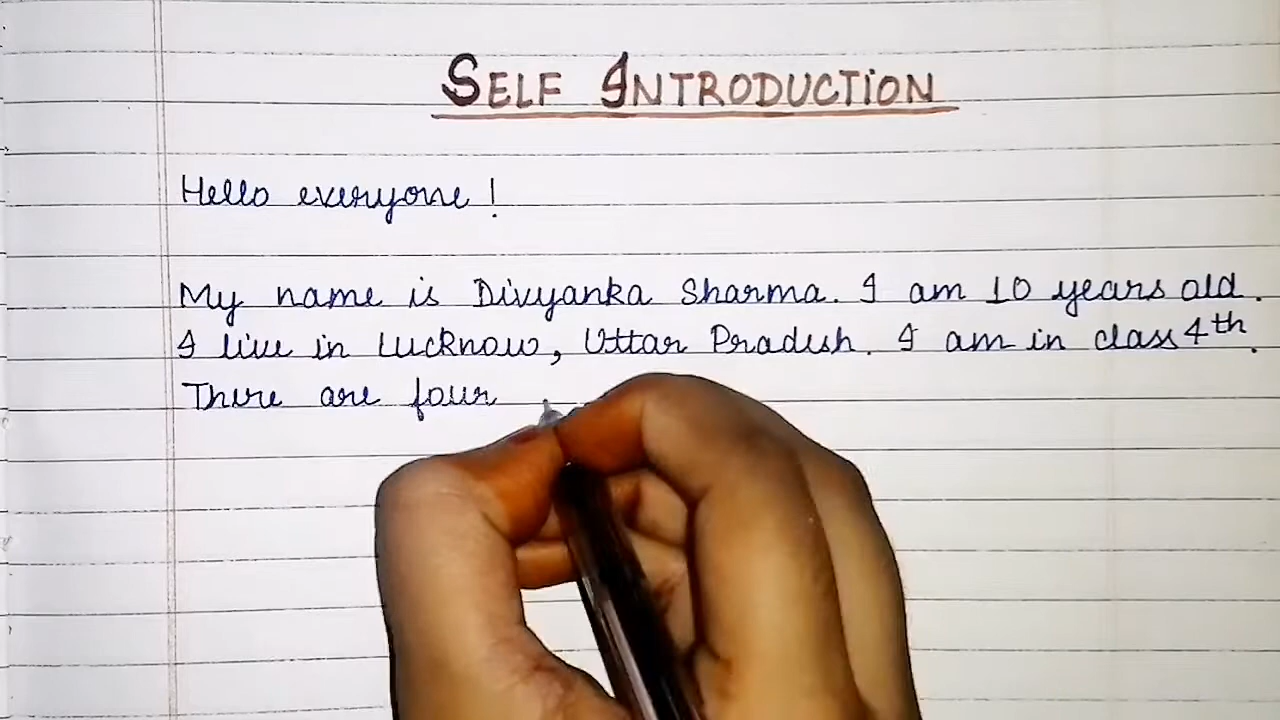 SELF INTRODUCTION
Hello everyone!
My name is Divyanka Sharma. I am 10 years old.
I live in Lucknow, Uttar Pradesh. I am in class 4th.
There are four